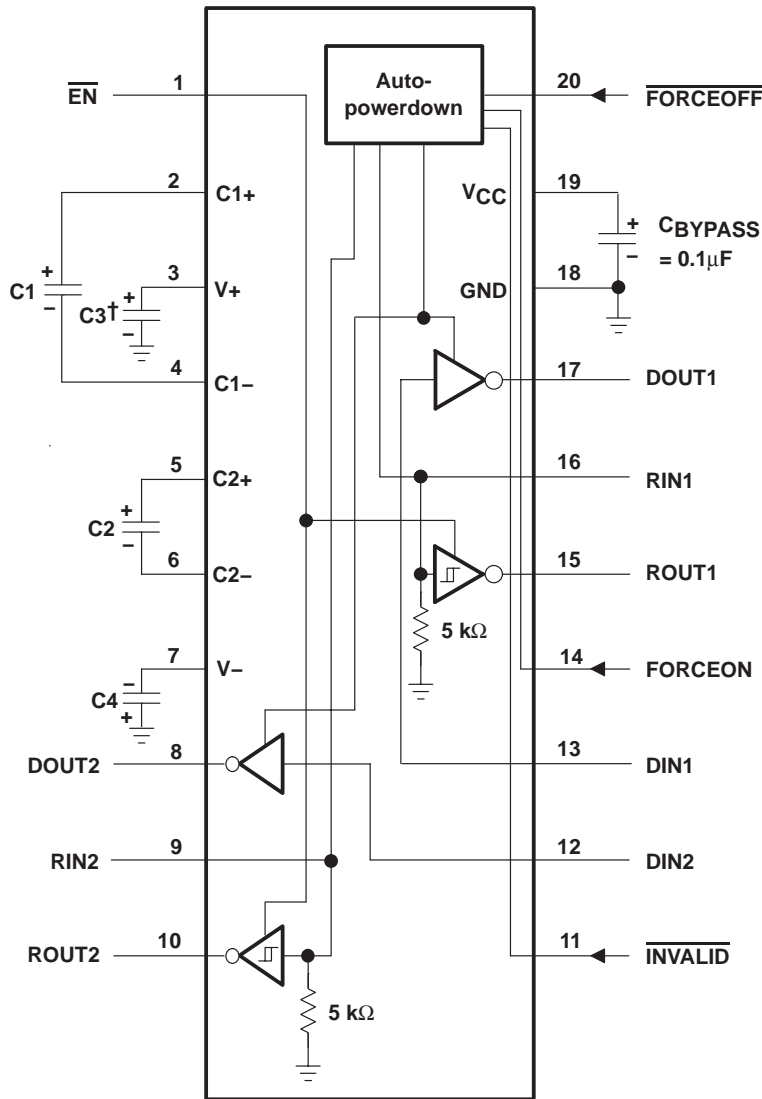 Auto-
powerdown
EN
1
20
FORCEOFF
2
C1+
VCC
19
+
CBYPASS
–
= 0.1μF
+
C1
–
3
V+
+
C3†
–
GND
18
4
C1–
17
DOUT1
5
C2+
16
RIN1
+
C2
–
6
C2–
15
ROUT1
5 kΩ
7
V–
–
C4
+
14
FORCEON
DOUT2
8
13
DIN1
RIN2
9
12
DIN2
ROUT2
10
11
INVALID
5 kΩ